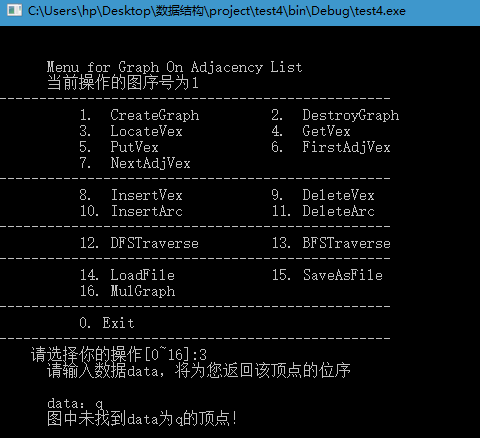 C:\Users\hp\Desktop\数据结构\project\test4\bin\Debug\test4.exe
Menu for Graph On Adjacency List
当前操作的图序号为1
-------------------------------------------------
1. CreateGraph 2. DestroyGraph
3. LocateVex 4. GetVex
5. PutVex 6. FirstAdjVex
7. NextAdjVex
-------------------------------------------------
8. InsertVex 9. DeleteVex
10. InsertArc 11. DeleteArc
-------------------------------------------------
12. DFSTraverse 13. BFSTraverse
-------------------------------------------------
14. LoadFile 15. SaveAsFile
16. MulGraph
-------------------------------------------------
0. Exit
-------------------------------------------------
请选择你的操作[0~16]:3
请输入数据data，将为您返回该顶点的位序
data：q
图中未找到data为q的顶点！